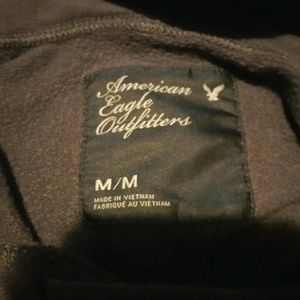 American
Eagle
Outfitters
M/M
MADE IN VIETNAM
FABRIQUÉ AU VIETNAM